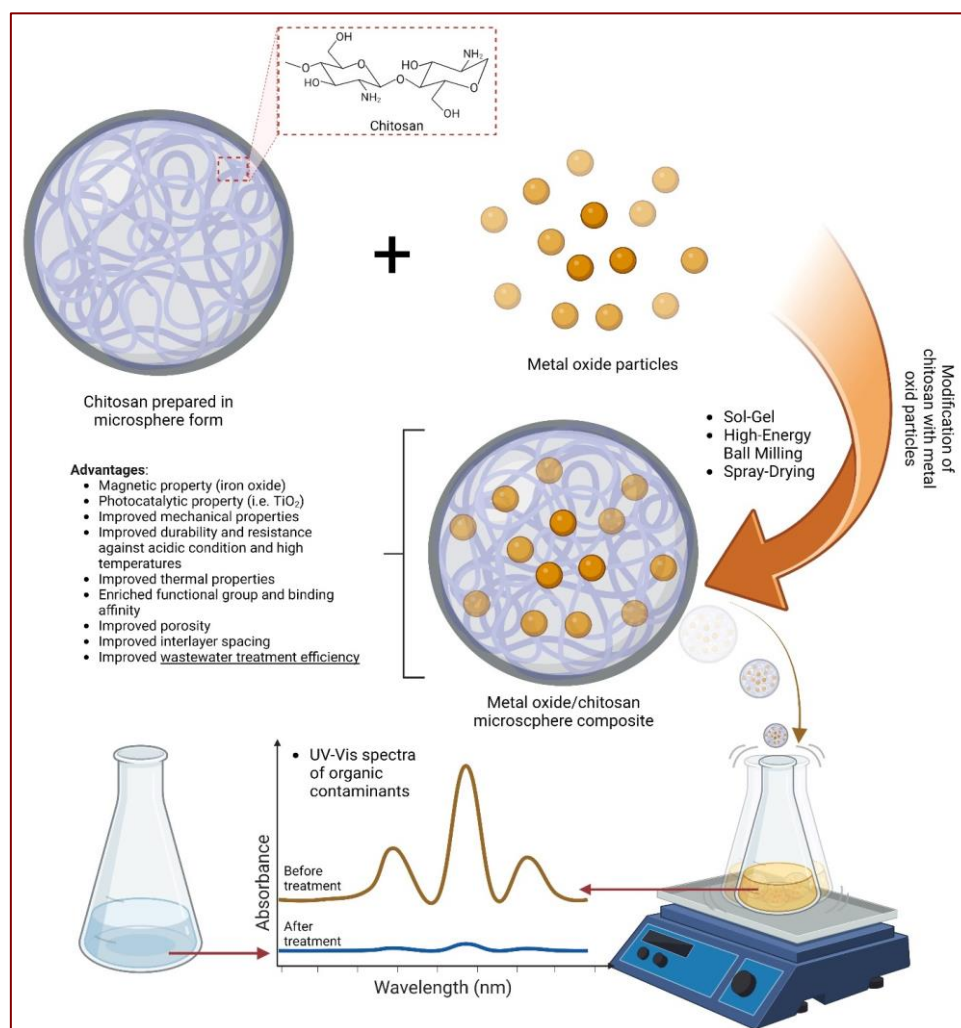 OH
O
O
HO
NH₂
O
HO
NH₂
O
OH
Chitosan
+
Metal oxide particles
Chitosan prepared in
microsphere form
Modification of
chitosan with metal
oxid particles
• Sol-Gel
• High-Energy
Ball Milling
• Spray-Drying
Advantages:
• Magnetic property (iron oxide)
• Photocatalytic property (i.e. TiO₂)
• Improved mechanical properties
• Improved durability and resistance
against acidic condition and high
temperatures
• Improved thermal properties
• Enriched functional group and binding
affinity
• Improved porosity
• Improved interlayer spacing
• Improved wastewater treatment efficiency
Metal oxide/chitosan
microscphere composite
• UV-Vis spectra
of organic
contaminants
Absorbance
Before
treatment
After
treatment
Wavelength (nm)